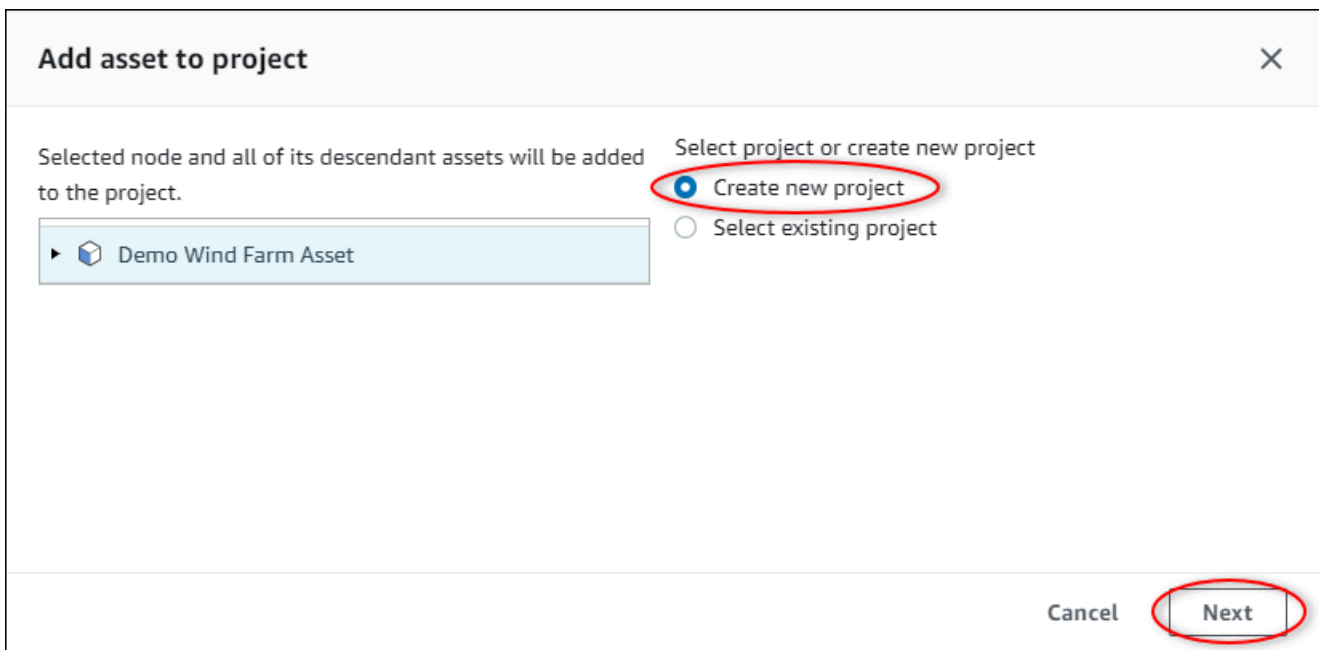 Add asset to project
Selected node and all of its descendant assets will be added
to the project.
Demo Wind Farm Asset
Select project or create new project
Create new project
Select existing project
Cancel
Next